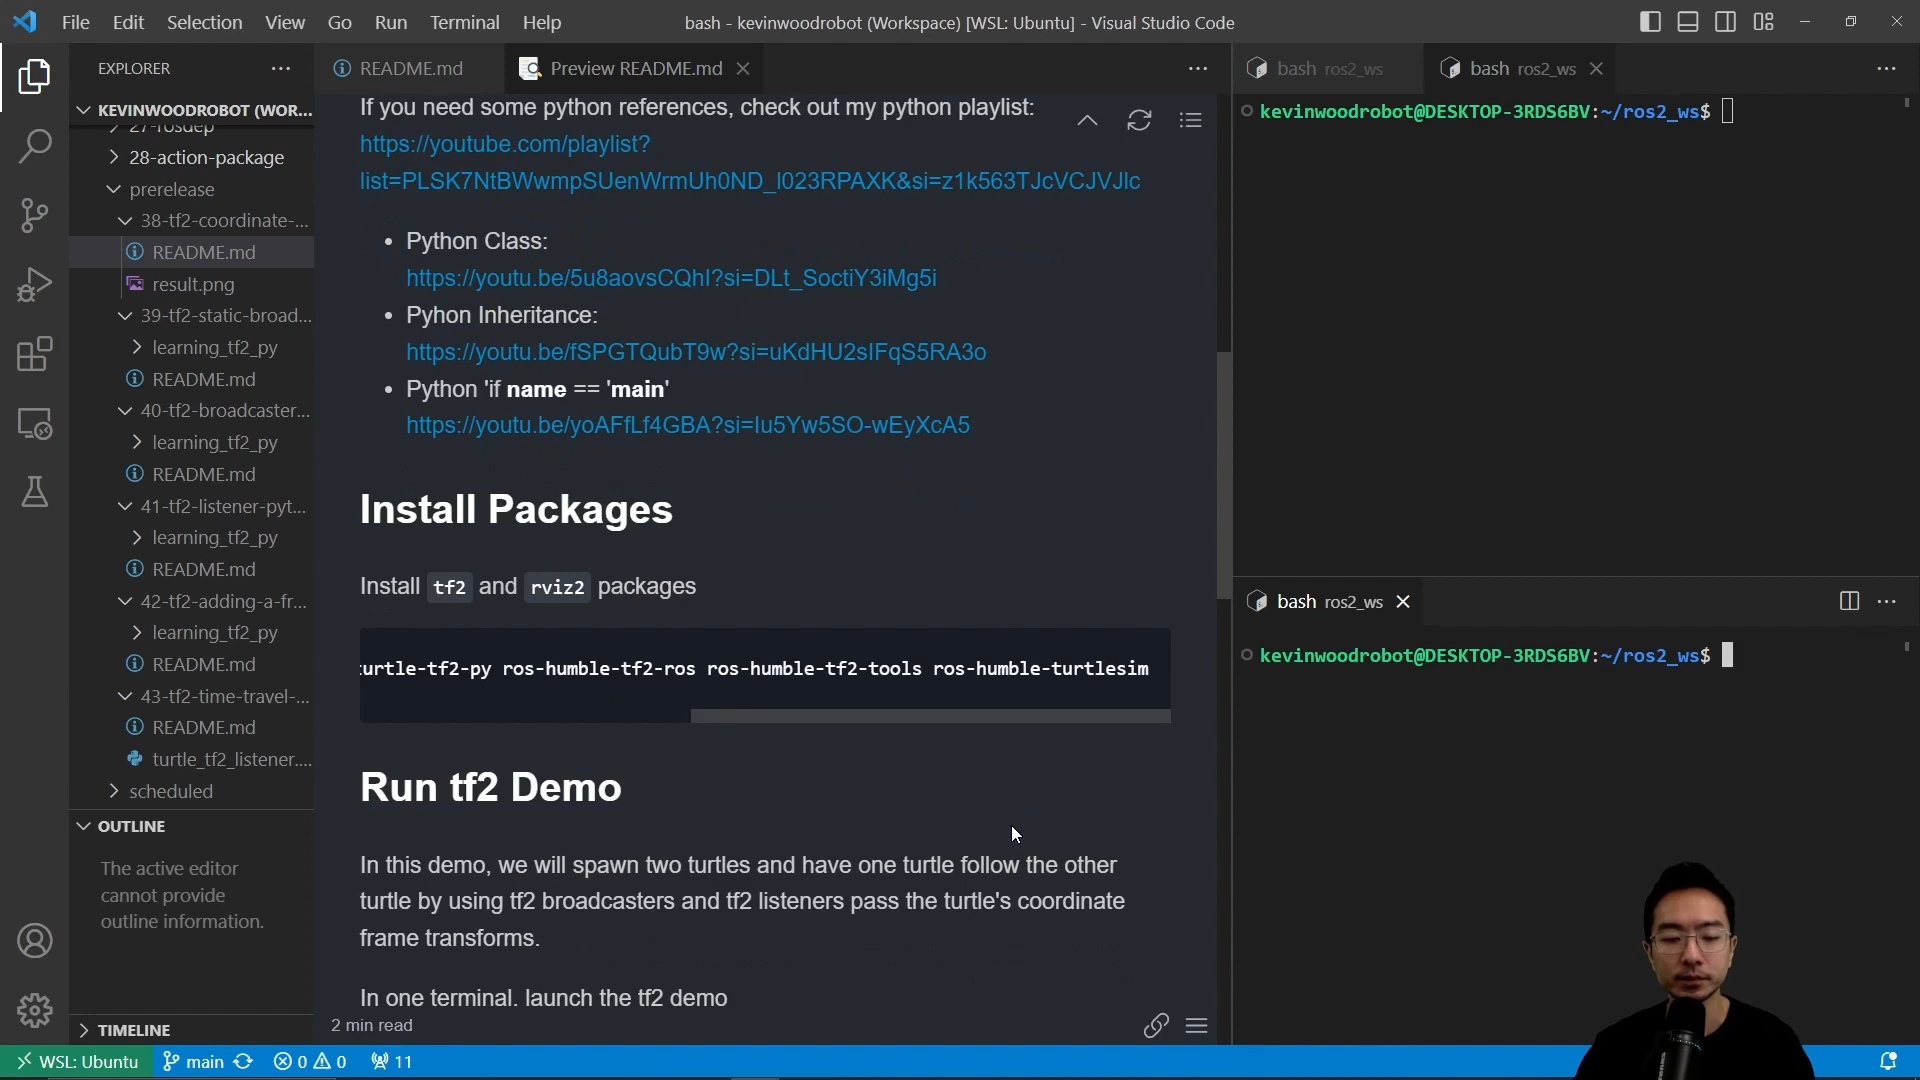 File Edit Selection View Go Run Terminal Help
bash - kevinwoodrobot (Workspace) [WSL: Ubuntu] - Visual Studio Code
EXPLORER
KEVINWOODROBOT (WOR...
27-rosdep
28-action-package
prerelease
38-tf2-coordinate-...
README.md
result.png
39-tf2-static-broad...
learning_tf2_py
README.md
40-tf2-broadcaster...
learning_tf2_py
README.md
41-tf2-listener-pyt...
learning_tf2_py
README.md
42-tf2-adding-a-fr...
learning_tf2_py
README.md
43-tf2-time-travel-...
README.md
turtle_tf2_listener....
scheduled
OUTLINE
The active editor
cannot provide
outline information.
TIMELINE
README.md
Preview README.md
If you need some python references, check out my python playlist:
https://youtube.com/playlist?
list=PLSK7NtBWwmpSUenWrmUh0ND_l023RPAXK&si=z1k563TJcVCJVJlc
• Python Class:
https://youtu.be/5u8aovsCQhI?si=DLt_SoctiY3iMg5i
• Pyhon Inheritance:
https://youtu.be/fSPGTQubT9w?si=uKdHU2sIFqS5RA3o
• Python 'if name == 'main'
https://youtu.be/yoAFfLf4GBA?si=Iu5Yw5SO-wEyXcA5
Install Packages
Install tf2 and rviz2 packages
turtle-tf2-py ros-humble-tf2-ros ros-humble-tf2-tools ros-humble-turtlesim
Run tf2 Demo
In this demo, we will spawn two turtles and have one turtle follow the other
turtle by using tf2 broadcasters and tf2 listeners pass the turtle's coordinate
frame transforms.
In one terminal. launch the tf2 demo
2 min read
bash ros2_ws
bash ros2_ws
kevinwoodrobot@DESKTOP-3RDS6BV:~/ros2_ws$
bash ros2_ws
kevinwoodrobot@DESKTOP-3RDS6BV:~/ros2_ws$
WSL: Ubuntu main 0 0 11